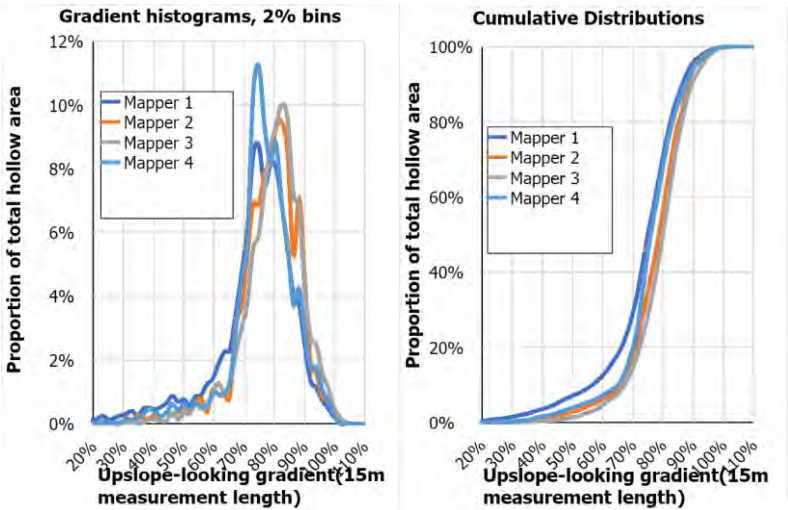 Gradient histograms, 2% bins
12%
10%
8%
6%
4%
2%
0%
Proportion of total hollow area
Mapper 1
Mapper 2
Mapper 3
Mapper 4
20%
30%
40%
50%
60%
70%
80%
90%
100%
110%
Upslope-looking gradient(15m
measurement length)
Cumulative Distributions
100%
80%
60%
40%
20%
0%
Proportion of total hollow area
Mapper 1
Mapper 2
Mapper 3
Mapper 4
20%
30%
40%
50%
60%
70%
80%
90%
100%
110%
Upslope-looking gradient(15m
measurement length)